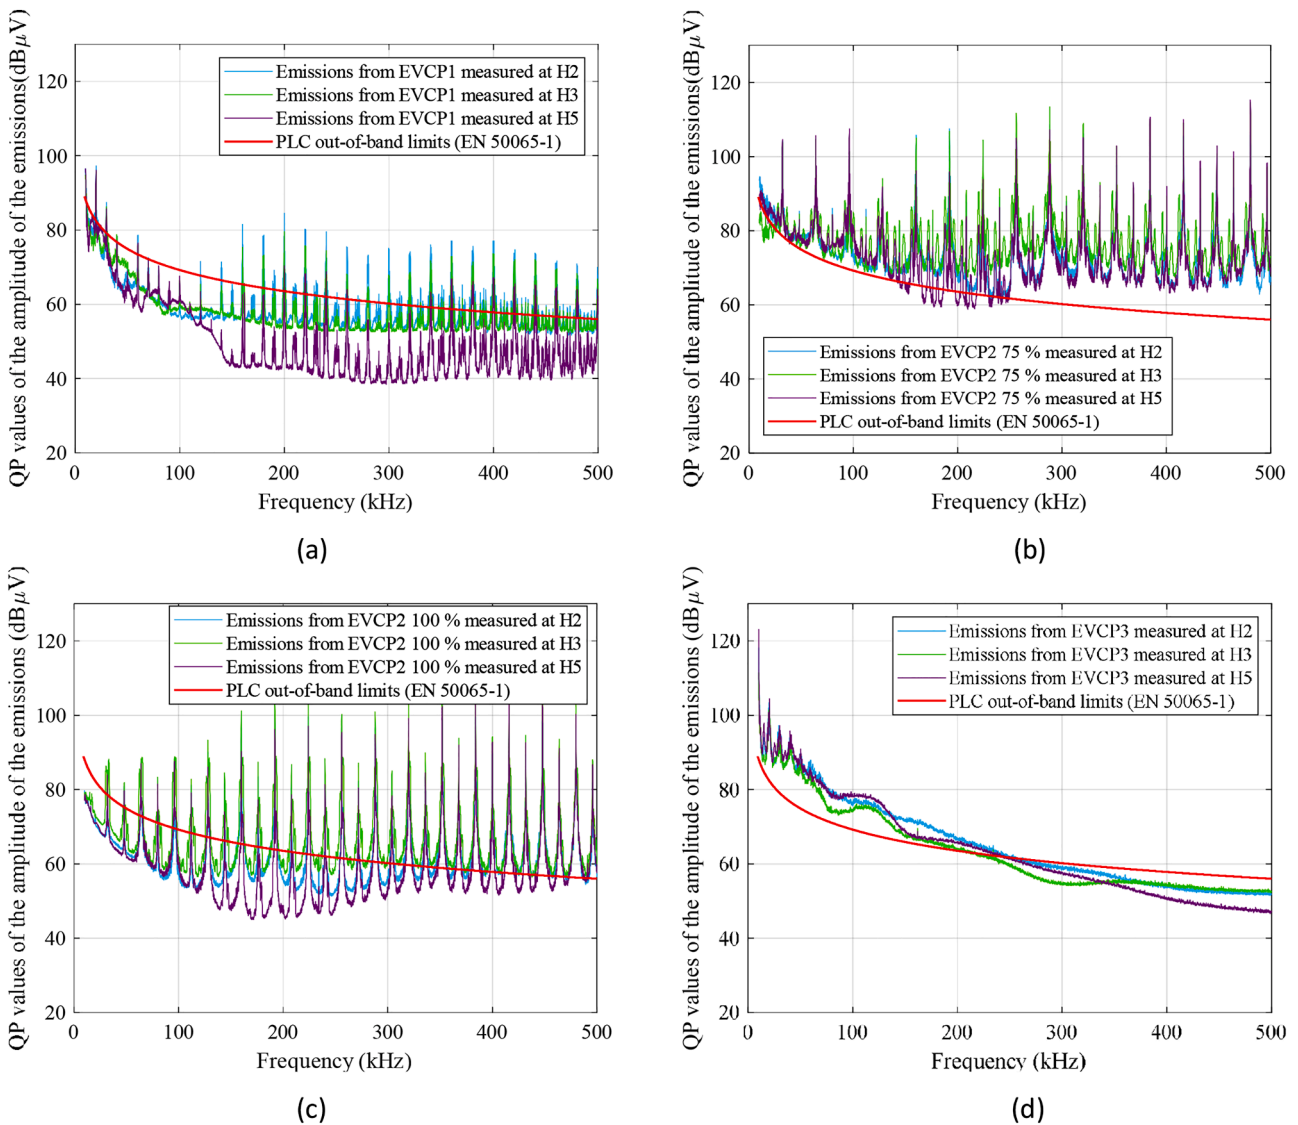 QP values of the amplitude of the emissions(dBμV)
120
100
80
60
40
20
0
100
200
300
400
500
Frequency (kHz)
Emissions from EVCP1 measured at H2
Emissions from EVCP1 measured at H3
Emissions from EVCP1 measured at H5
PLC out-of-band limits (EN 50065-1)
(a)
QP values of the amplitude of the emissions(dBμV)
120
100
80
60
40
20
0
100
200
300
400
500
Frequency (kHz)
Emissions from EVCP2 75 % measured at H2
Emissions from EVCP2 75 % measured at H3
Emissions from EVCP2 75 % measured at H5
PLC out-of-band limits (EN 50065-1)
(b)
QP values of the amplitude of the emissions (dBμV)
120
100
80
60
40
20
0
100
200
300
400
500
Frequency (kHz)
Emissions from EVCP2 100 % measured at H2
Emissions from EVCP2 100 % measured at H3
Emissions from EVCP2 100 % measured at H5
PLC out-of-band limits (EN 50065-1)
(c)
QP values of the amplitude of the emissions (dBμV)
120
100
80
60
40
20
0
100
200
300
400
500
Frequency (kHz)
Emissions from EVCP3 measured at H2
Emissions from EVCP3 measured at H3
Emissions from EVCP3 measured at H5
PLC out-of-band limits (EN 50065-1)
(d)